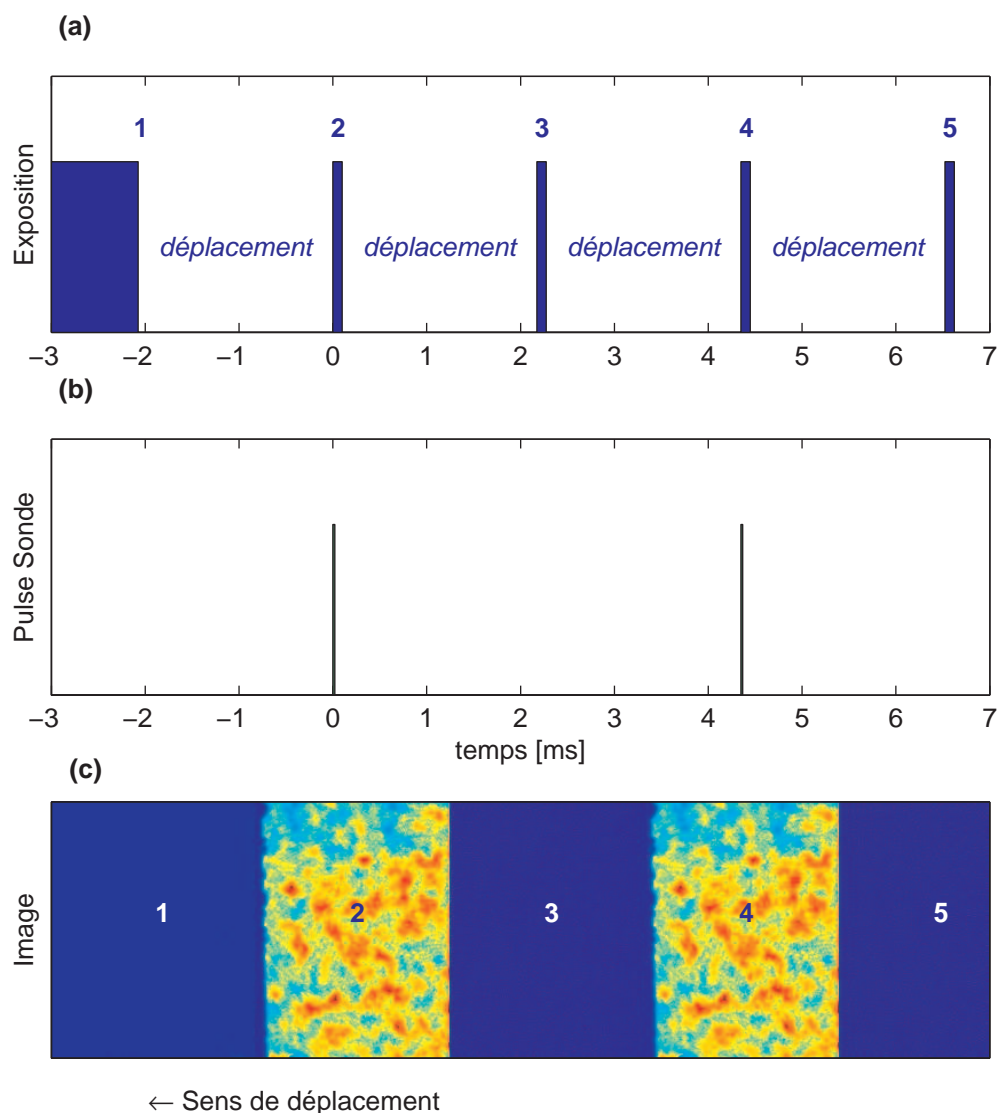 (a)
Exposition
1 2 3 4 5
déplacement déplacement déplacement déplacement
−3 −2 −1 0 1 2 3 4 5 6 7
(b)
Pulse Sonde
−3 −2 −1 0 1 2 3 4 5 6 7
temps [ms]
(c)
Image
1 2 3 4 5
← Sens de déplacement